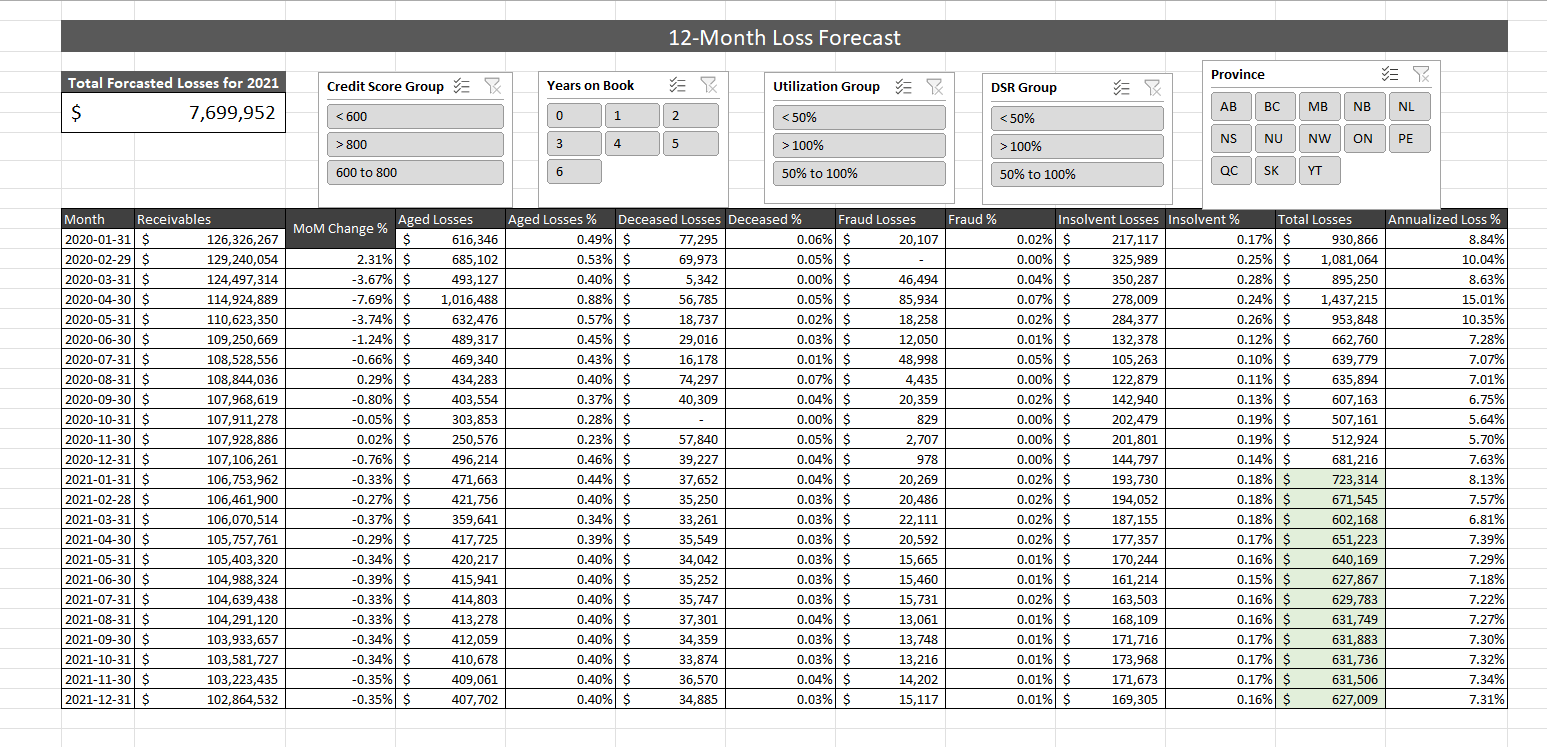 12-Month Loss Forecast
Total Forcasted Losses for 2021
$ 7,699,952
Credit Score Group
< 600
> 800
600 to 800
Years on Book
0 1 2
3 4 5
6
Utilization Group
< 50%
> 100%
50% to 100%
DSR Group
< 50%
> 100%
50% to 100%
Province
AB BC MB NB NL
NS NU NW ON PE
QC SK YT
Month Receivables MoM Change % Aged Losses Aged Losses % Deceased Losses Deceased % Fraud Losses Fraud % Insolvent Losses Insolvent % Total Losses Annualized Loss %
2020-01-31 $ 126,326,267 $ 616,346 0.49% $ 77,295 0.06% $ 20,107 0.02% $ 217,117 0.17% $ 930,866 8.84%
2020-02-29 $ 129,240,054 2.31% $ 685,102 0.53% $ 69,973 0.05% $ - 0.00% $ 325,989 0.25% $ 1,081,064 10.04%
2020-03-31 $ 124,497,314 -3.67% $ 493,127 0.40% $ 5,342 0.00% $ 46,494 0.04% $ 350,287 0.28% $ 895,250 8.63%
2020-04-30 $ 114,924,889 -7.69% $ 1,016,488 0.88% $ 56,785 0.05% $ 85,934 0.07% $ 278,009 0.24% $ 1,437,215 15.01%
2020-05-31 $ 110,623,350 -3.74% $ 632,476 0.57% $ 18,737 0.02% $ 18,258 0.02% $ 284,377 0.26% $ 953,848 10.35%
2020-06-30 $ 109,250,669 -1.24% $ 489,317 0.45% $ 29,016 0.03% $ 12,050 0.01% $ 132,378 0.12% $ 662,760 7.28%
2020-07-31 $ 108,528,556 -0.66% $ 469,340 0.43% $ 16,178 0.01% $ 48,998 0.05% $ 105,263 0.10% $ 639,779 7.07%
2020-08-31 $ 108,844,036 0.29% $ 434,283 0.40% $ 74,297 0.07% $ 4,435 0.00% $ 122,879 0.11% $ 635,894 7.01%
2020-09-30 $ 107,968,619 -0.80% $ 403,554 0.37% $ 40,309 0.04% $ 20,359 0.02% $ 142,940 0.13% $ 607,163 6.75%
2020-10-31 $ 107,911,278 -0.05% $ 303,853 0.28% $ - 0.00% $ 829 0.00% $ 202,479 0.19% $ 507,161 5.64%
2020-11-30 $ 107,928,886 0.02% $ 250,576 0.23% $ 57,840 0.05% $ 2,707 0.00% $ 201,801 0.19% $ 512,924 5.70%
2020-12-31 $ 107,106,261 -0.76% $ 496,214 0.46% $ 39,227 0.04% $ 978 0.00% $ 144,797 0.14% $ 681,216 7.63%
2021-01-31 $ 106,753,962 -0.33% $ 471,663 0.44% $ 37,652 0.04% $ 20,269 0.02% $ 193,730 0.18% $ 723,314 8.13%
2021-02-28 $ 106,461,900 -0.27% $ 421,756 0.40% $ 35,250 0.03% $ 20,486 0.02% $ 194,052 0.18% $ 671,545 7.57%
2021-03-31 $ 106,070,514 -0.37% $ 359,641 0.34% $ 33,261 0.03% $ 22,111 0.02% $ 187,155 0.18% $ 602,168 6.81%
2021-04-30 $ 105,757,761 -0.29% $ 417,725 0.39% $ 35,549 0.03% $ 20,592 0.02% $ 177,357 0.17% $ 651,223 7.39%
2021-05-31 $ 105,403,320 -0.34% $ 420,217 0.40% $ 34,042 0.03% $ 15,665 0.01% $ 170,244 0.16% $ 640,169 7.29%
2021-06-30 $ 104,988,324 -0.39% $ 415,941 0.40% $ 35,252 0.03% $ 15,460 0.01% $ 161,214 0.15% $ 627,867 7.18%
2021-07-31 $ 104,639,438 -0.33% $ 414,803 0.40% $ 35,747 0.03% $ 15,731 0.02% $ 163,503 0.16% $ 629,783 7.22%
2021-08-31 $ 104,291,120 -0.33% $ 413,278 0.40% $ 37,301 0.04% $ 13,061 0.01% $ 168,109 0.16% $ 631,749 7.27%
2021-09-30 $ 103,933,657 -0.34% $ 412,059 0.40% $ 34,359 0.03% $ 13,748 0.01% $ 171,716 0.17% $ 631,883 7.30%
2021-10-31 $ 103,581,727 -0.34% $ 410,678 0.40% $ 33,874 0.03% $ 13,216 0.01% $ 173,968 0.17% $ 631,736 7.32%
2021-11-30 $ 103,223,435 -0.35% $ 409,061 0.40% $ 36,570 0.04% $ 14,202 0.01% $ 171,673 0.17% $ 631,506 7.34%
2021-12-31 $ 102,864,532 -0.35% $ 407,702 0.40% $ 34,885 0.03% $ 15,117 0.01% $ 169,305 0.16% $ 627,009 7.31%